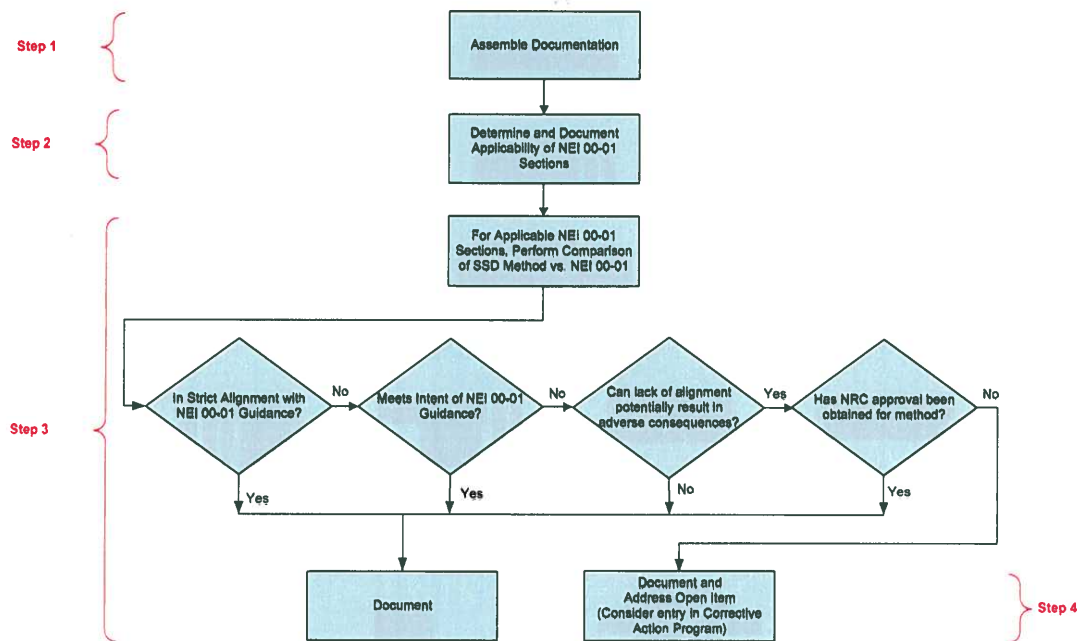 Step 1
Assemble Documentation
Step 2
Determine and Document
Applicability of NEI 00-01
Sections
For Applicable NEI 00-01
Sections, Perform Comparison
of SSD Method vs. NEI 00-01
Step 3
In Strict Alignment with
NEI 00-01 Guidance?
No
Meets Intent of NEI 00-01
Guidance?
No
Can lack of alignment
potentially result in
adverse consequences?
Yes
Has NRC approval been
obtained for method?
No
Yes
Yes
No
Yes
Document
Document and
Address Open Item
(Consider entry in Corrective
Action Program)
Step 4